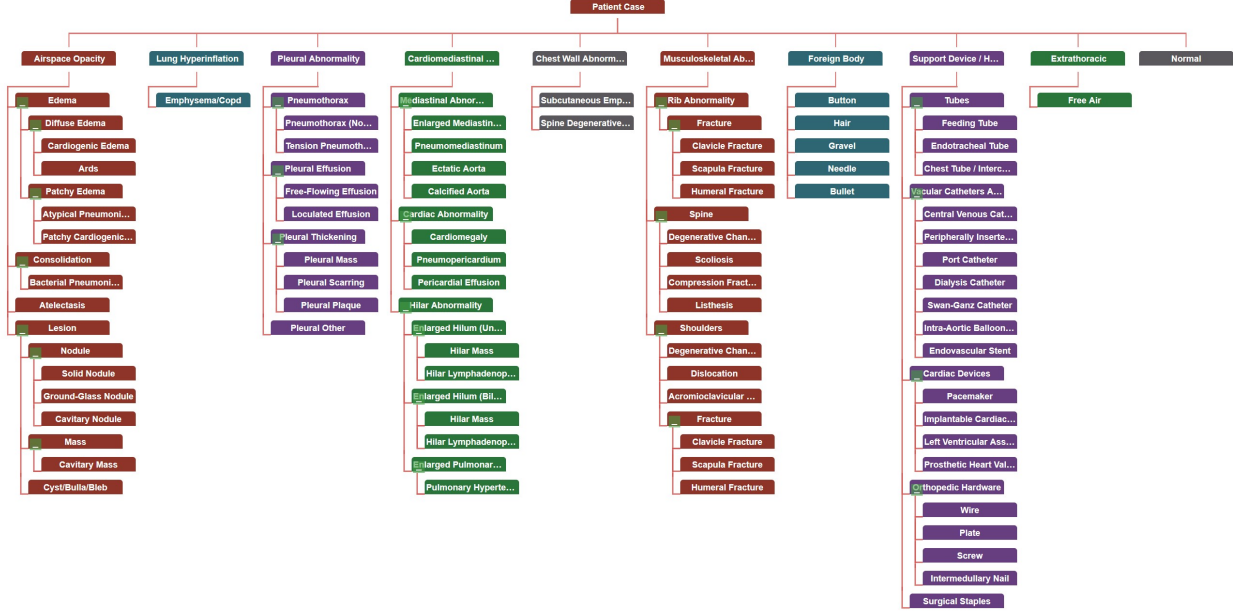 Patient Case
Airspace Opacity
Edema
Diffuse Edema
Cardiogenic Edema
Ards
Patchy Edema
Atypical Pneumoni...
Patchy Cardiogenic...
Consolidation
Bacterial Pneumoni...
Atelectasis
Lesion
Nodule
Solid Nodule
Ground-Glass Nodule
Cavitary Nodule
Mass
Cavitary Mass
Cyst/Bulla/Bleb
Lung Hyperinflation
Emphysema/Copd
Pleural Abnormality
Pneumothorax
Pneumothorax (No...
Tension Pneumoth...
Pleural Effusion
Free-Flowing Effusion
Loculated Effusion
Pleural Thickening
Pleural Mass
Pleural Scarring
Pleural Plaque
Pleural Other
Cardiomediastinal ...
Mediastinal Abnor...
Enlarged Mediastin...
Pneumomediastinum
Ectatic Aorta
Calcified Aorta
Cardiac Abnormality
Cardiomegaly
Pneumopericardium
Pericardial Effusion
Hilar Abnormality
Enlarged Hilum (Un...
Hilar Mass
Hilar Lymphadenop...
Enlarged Hilum (Bil...
Hilar Mass
Hilar Lymphadenop...
Enlarged Pulmonar...
Pulmonary Hyperte...
Chest Wall Abnorm...
Subcutaneous Emp...
Spine Degenerative...
Musculoskeletal Ab...
Rib Abnormality
Fracture
Clavicle Fracture
Scapula Fracture
Humeral Fracture
Spine
Degenerative Chan...
Scoliosis
Compression Fract...
Listhesis
Shoulders
Degenerative Chan...
Dislocation
Acromioclavicular ...
Fracture
Clavicle Fracture
Scapula Fracture
Humeral Fracture
Foreign Body
Button
Hair
Gravel
Needle
Bullet
Support Device / H...
Tubes
Feeding Tube
Endotracheal Tube
Chest Tube / Interc...
Vacular Catheters A...
Central Venous Cat...
Peripherally Inserte...
Port Catheter
Dialysis Catheter
Swan-Ganz Catheter
Intra-Aortic Balloon...
Endovascular Stent
Cardiac Devices
Pacemaker
Implantable Cardiac...
Left Ventricular Ass...
Prosthetic Heart Val...
Orthopedic Hardware
Wire
Plate
Screw
Intermedullary Nail
Surgical Staples
Extrathoracic
Free Air
Normal